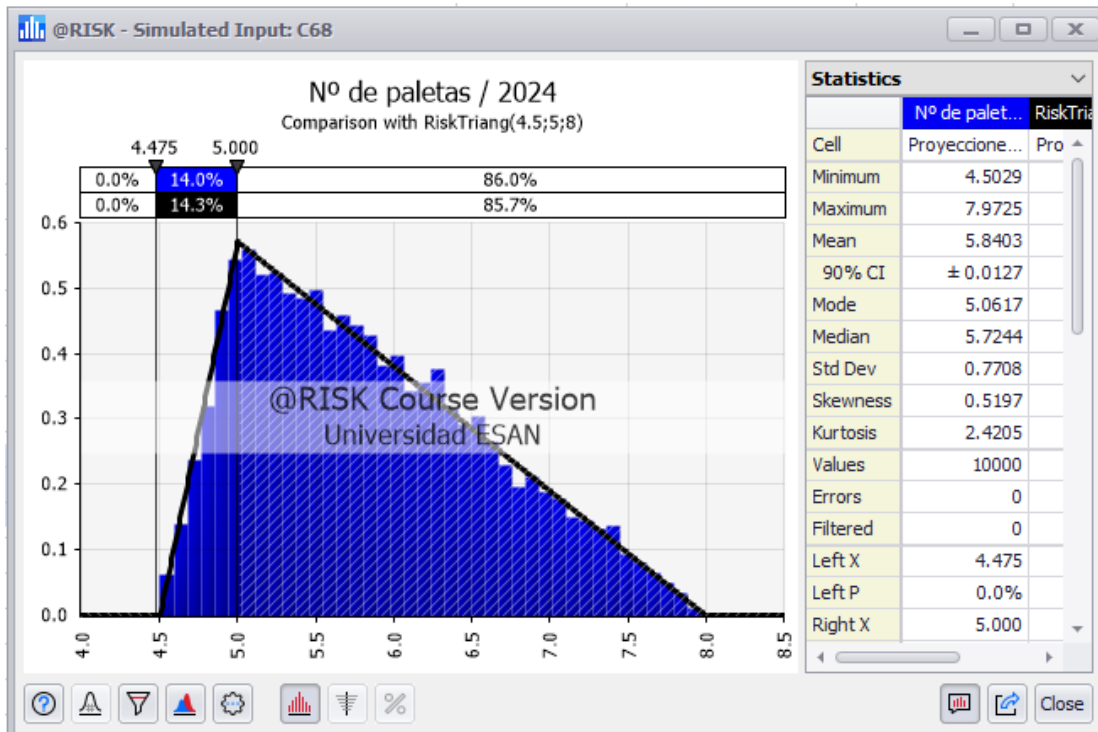 @RISK - Simulated Input: C68
Nº de paletas / 2024
Comparison with RiskTriang(4.5;5;8)
4.475 5.000
0.0% 14.0% 86.0%
0.0% 14.3% 85.7%
0.6
0.5
0.4
0.3
0.2
0.1
0.0
4.0 4.5 5.0 5.5 6.0 6.5 7.0 7.5 8.0 8.5
@RISK Course Version
Universidad ESAN
Statistics
Nº de palet... RiskTria
Cell Proyeccione... Pro
Minimum 4.5029
Maximum 7.9725
Mean 5.8403
90% CI ± 0.0127
Mode 5.0617
Median 5.7244
Std Dev 0.7708
Skewness 0.5197
Kurtosis 2.4205
Values 10000
Errors 0
Filtered 0
Left X 4.475
Left P 0.0%
Right X 5.000
? % Close